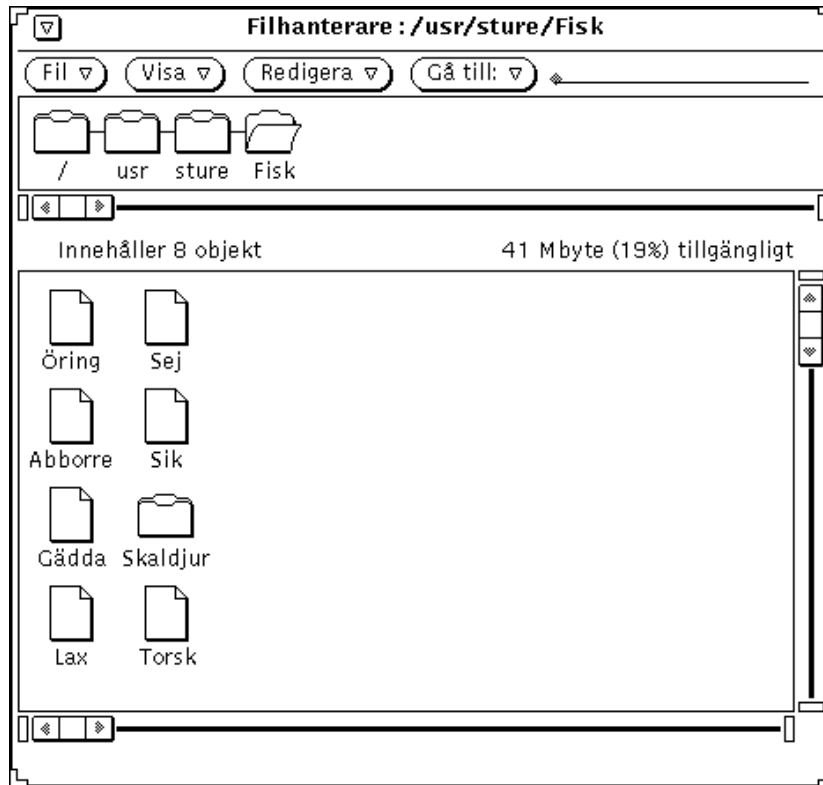 Filhanterare : /usr/sture/Fisk
Fil Visa Redigera Gå till:
/ usr sture Fisk
Innehåller 8 objekt 41 Mbyte (19%) tillgängligt
Öring Sej
Abborre Sik
Gädda Skaldjur
Lax Torsk